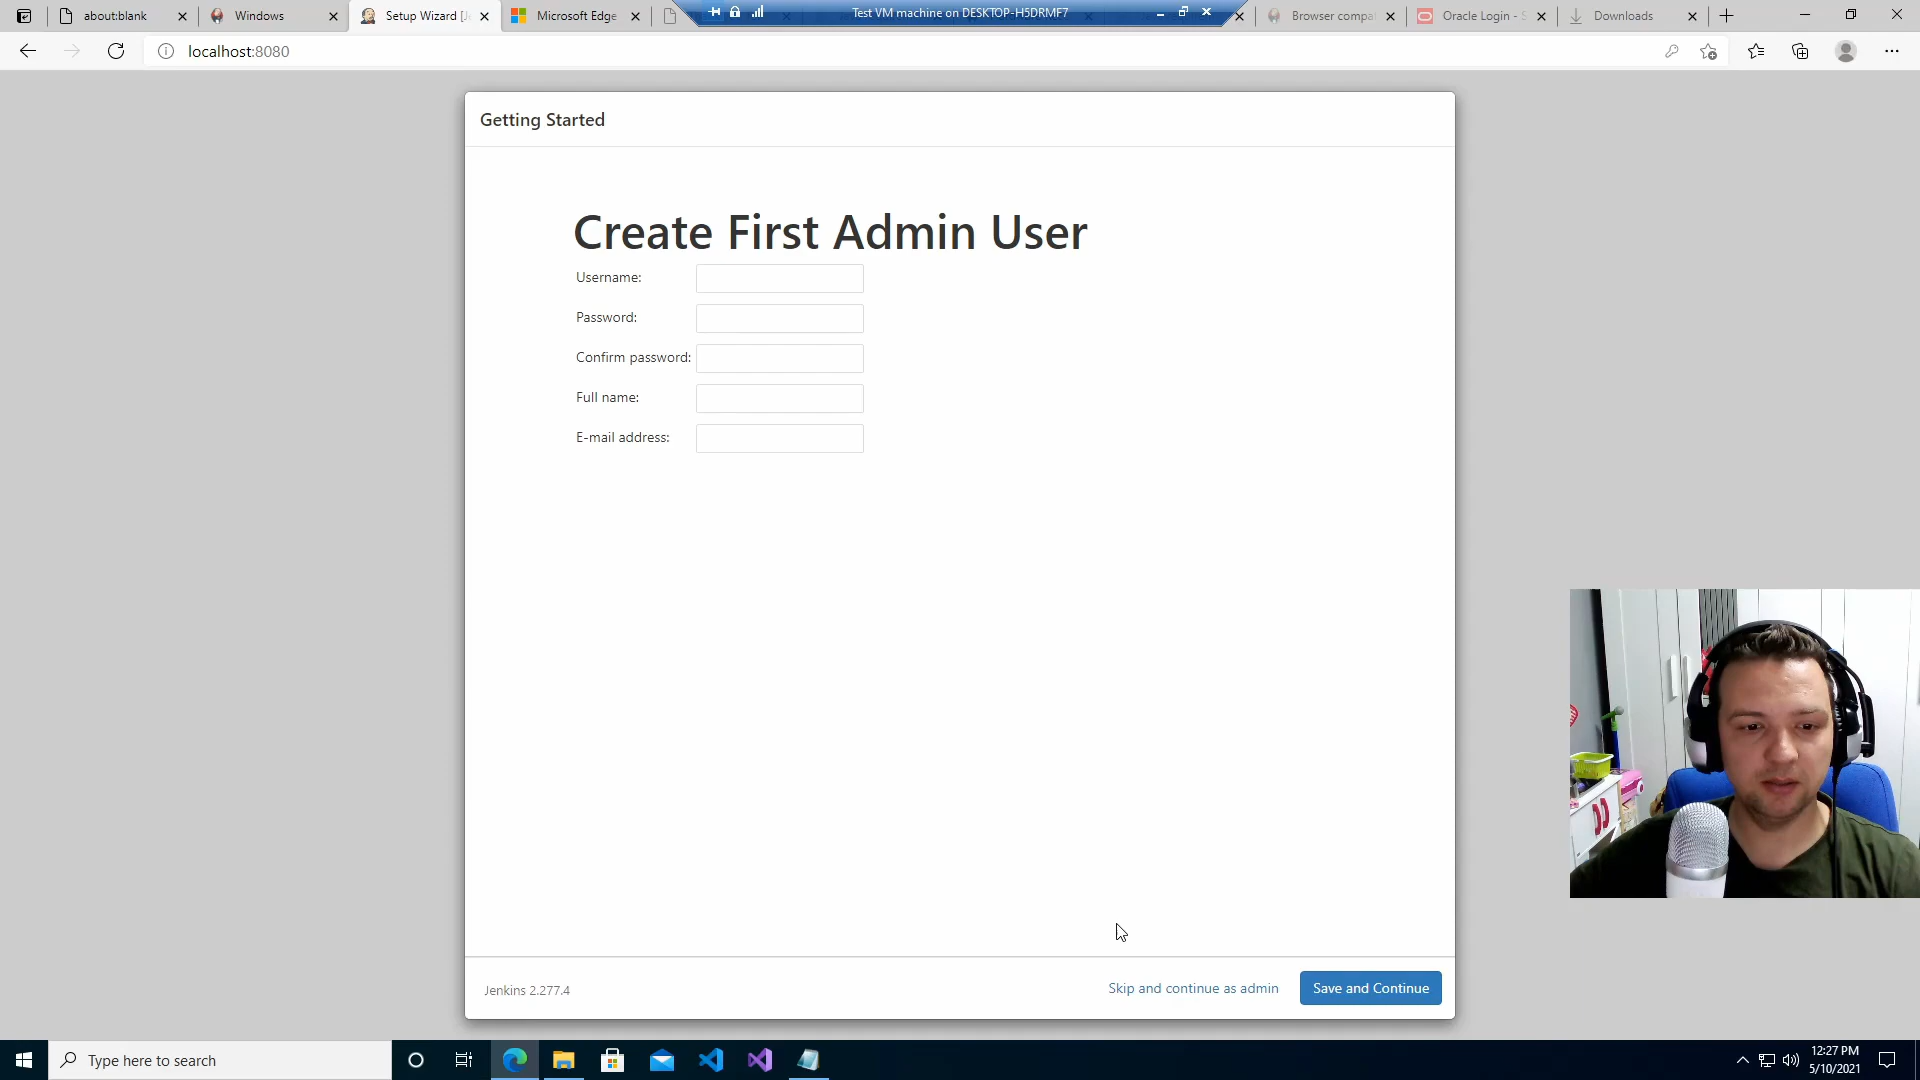 about:blank
Windows
Setup Wizard [J
Microsoft Edge
Test VM machine on DESKTOP-H5DRMF7
Browser compa
Oracle Login - S
Downloads
localhost:8080
Getting Started
Create First Admin User
Username:
Password:
Confirm password:
Full name:
E-mail address:
Jenkins 2.277.4
Skip and continue as admin
Save and Continue
Type here to search
12:27 PM
5/10/2021